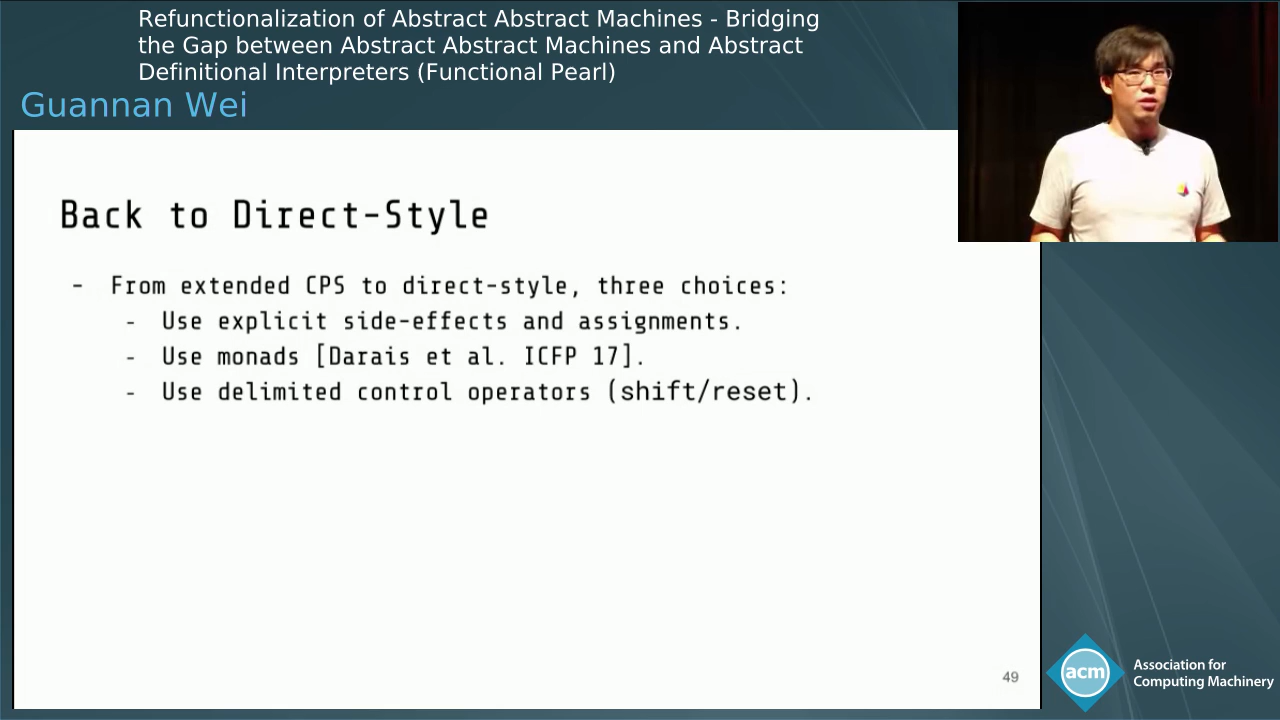 Refunctionalization of Abstract Abstract Machines - Bridging
the Gap between Abstract Abstract Machines and Abstract
Definitional Interpreters (Functional Pearl)
Guannan Wei
Back to Direct-Style
- From extended CPS to direct-style, three choices:
- Use explicit side-effects and assignments.
- Use monads [Darais et al. ICFP 17].
- Use delimited control operators (shift/reset).
49
acm
Association for
Computing Machinery